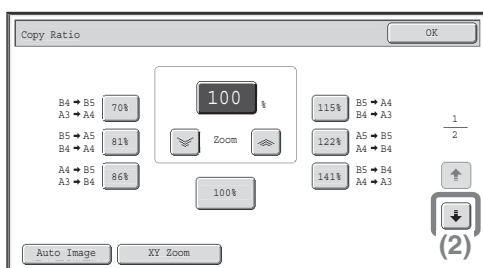 Copy Ratio
OK
B4 → B5
A3 → A4
70%
B5 → A5
B4 → A4
81%
A4 → B5
A3 → B4
86%
100 %
Zoom
100%
115%
B5 → A4
B4 → A3
122%
A5 → B5
A4 → B4
141%
B5 → B4
A4 → A3
1
2
(2)
Auto Image
XY Zoom